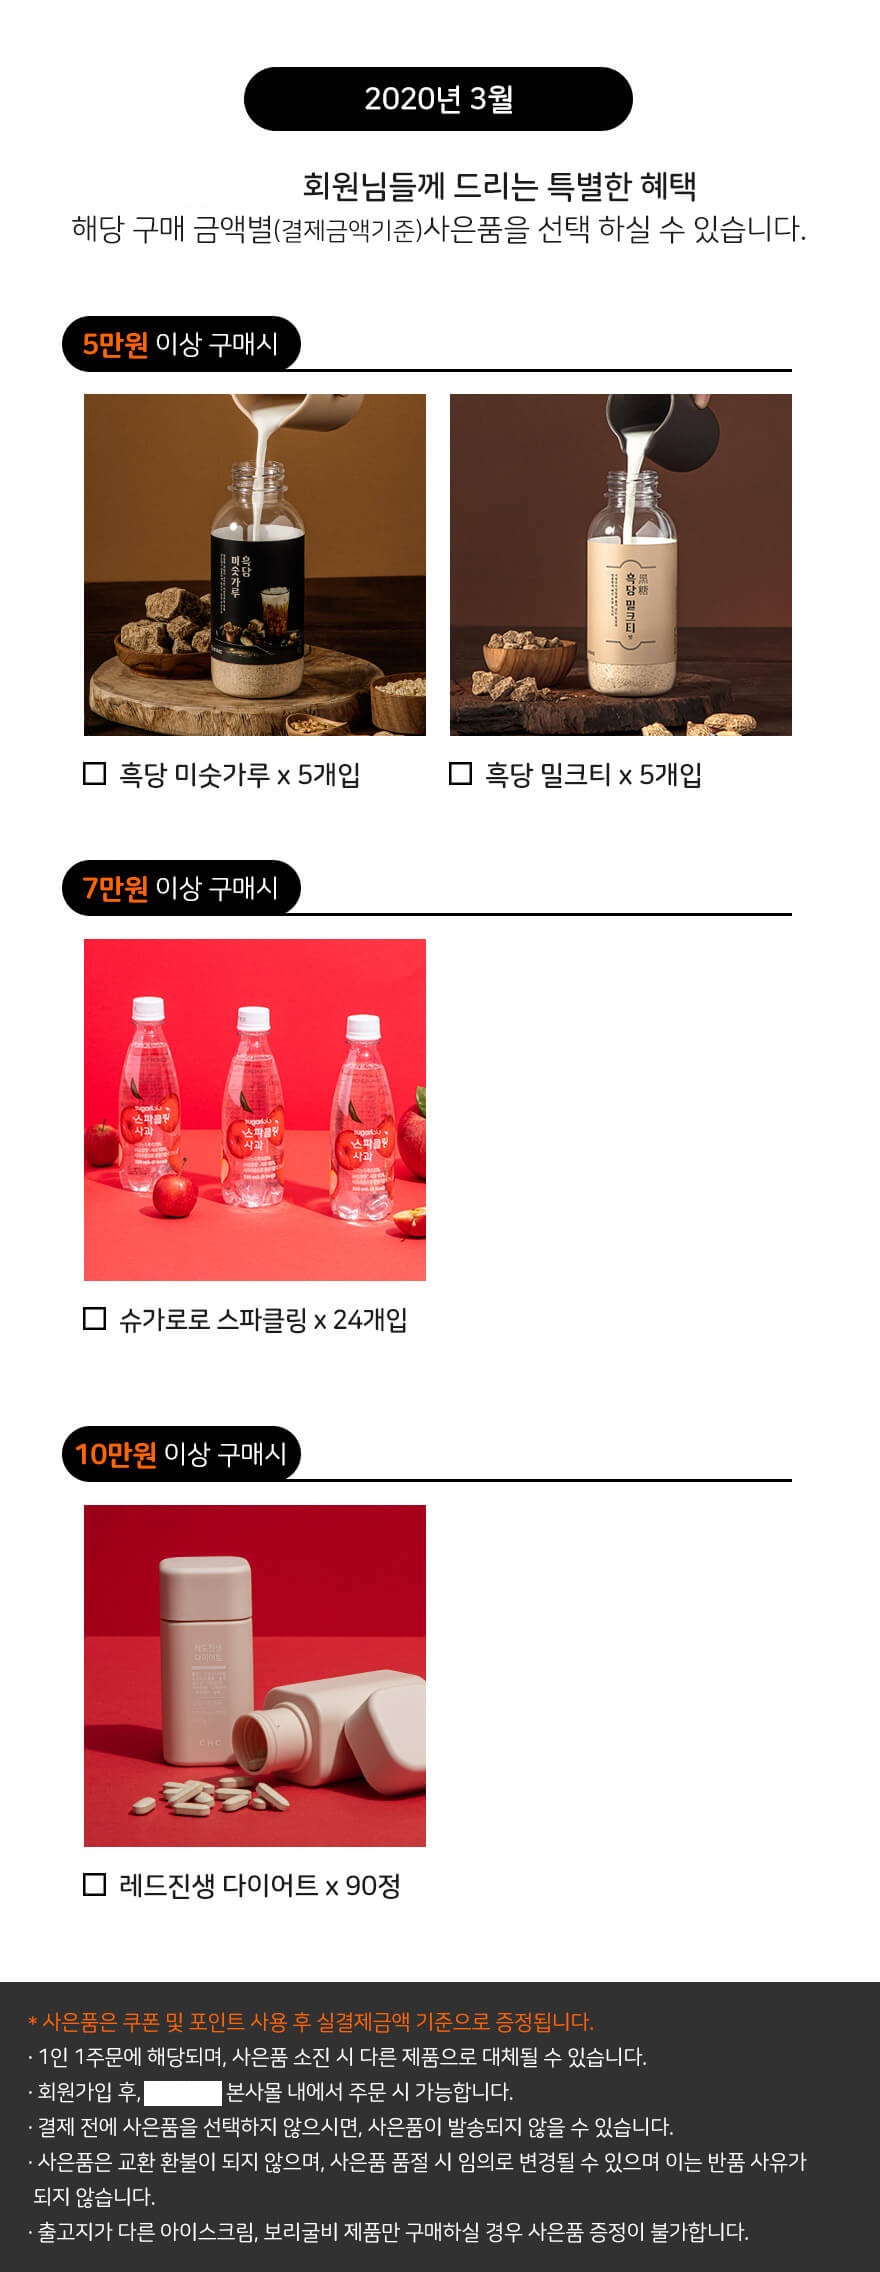 2020년 3월
회원님들께 드리는 특별한 혜택
해당 구매 금액별(결제금액기준)사은품을 선택 하실 수 있습니다.
5만원 이상 구매시
흑당
미숫가루
黑糖
흑당 밀크티
흑당 미숫가루 x 5개입
흑당 밀크티 x 5개입
7만원 이상 구매시
sugarlolo
스파클링
사과
sugarlolo
스파클링
사과
sugarlolo
스파클링
사과
슈가로로 스파클링 x 24개입
10만원 이상 구매시
레드진생
다이어트
CHC
레드진생 다이어트 x 90정
* 사은품은 쿠폰 및 포인트 사용 후 실결제금액 기준으로 증정됩니다.
· 1인 1주문에 해당되며, 사은품 소진 시 다른 제품으로 대체될 수 있습니다.
· 회원가입 후, 본사몰 내에서 주문 시 가능합니다.
· 결제 전에 사은품을 선택하지 않으시면, 사은품이 발송되지 않을 수 있습니다.
· 사은품은 교환 환불이 되지 않으며, 사은품 품절 시 임의로 변경될 수 있으며 이는 반품 사유가
되지 않습니다.
· 출고지가 다른 아이스크림, 보리굴비 제품만 구매하실 경우 사은품 증정이 불가합니다.